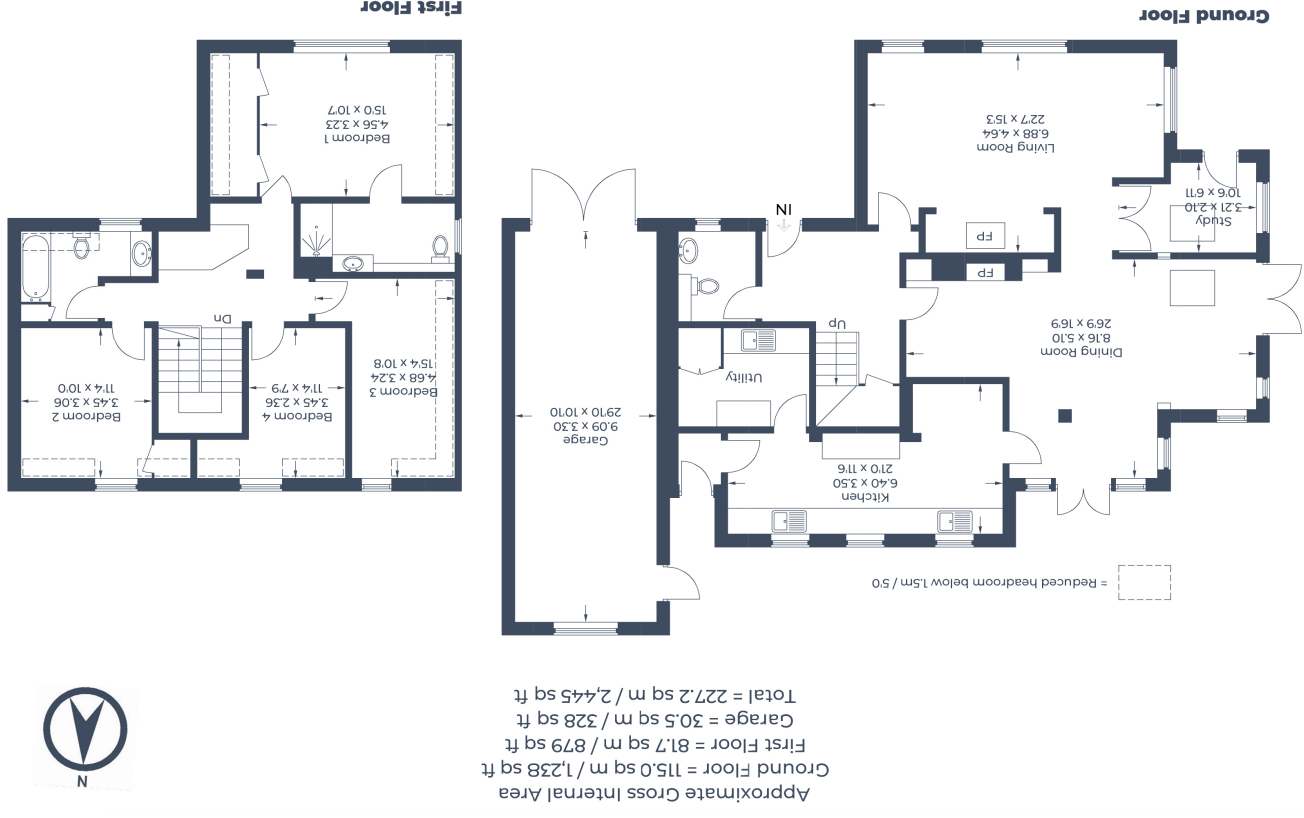 Approximate Gross Internal Area
Ground Floor = 115.0 sq m / 1,238 sq ft
First Floor = 81.7 sq m / 879 sq ft
Garage = 30.5 sq m / 328 sq ft
Total = 227.2 sq m / 2,445 sq ft
N
= Reduced headroom below 1.5m / 5'0
Kitchen
6.40 x 3.50
21'0 x 11'6
Garage
9.09 x 3.30
29'10 x 10'10
Utility
Up
Dining Room
8.16 x 5.10
26'9 x 16'9
FP
FP
Study
3.21 x 2.10
10'6 x 6'11
IN
Living Room
6.88 x 4.64
22'7 x 15'3
Ground Floor
Bedroom 3
4.68 x 3.24
15'4 x 10'8
Bedroom 4
3.45 x 2.36
11'4 x 7'9
Bedroom 2
3.45 x 3.06
11'4 x 10'0
Dn
Bedroom 1
4.56 x 3.23
15'0 x 10'7
First Floor